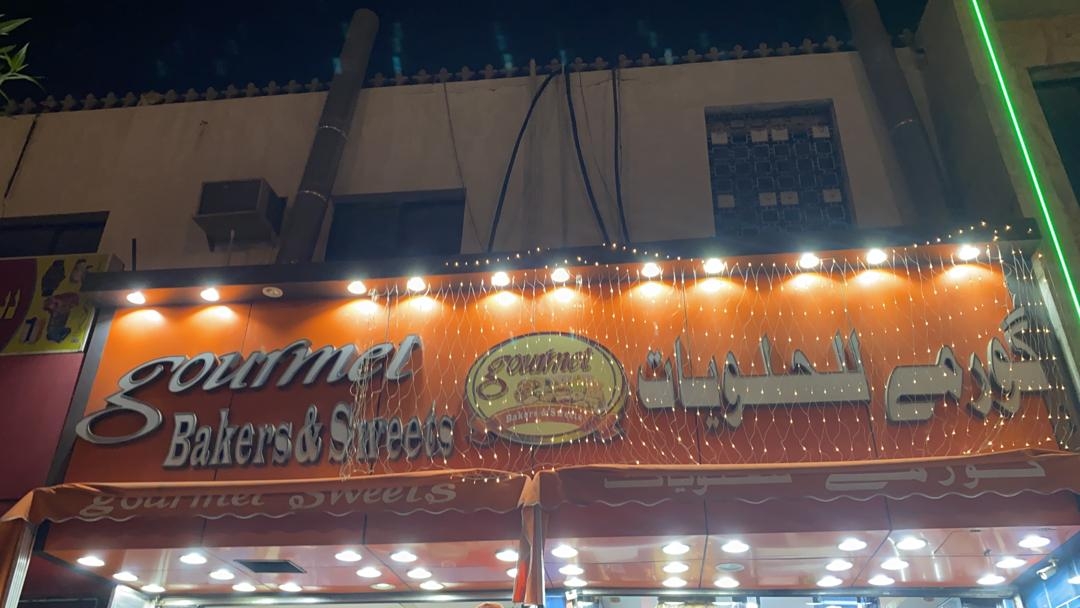 gourmet
Bakers & Sweets
gourmet
Bakers & Sweets
كورمي للحلويات
gourmet Sweets
كورمي حلويات